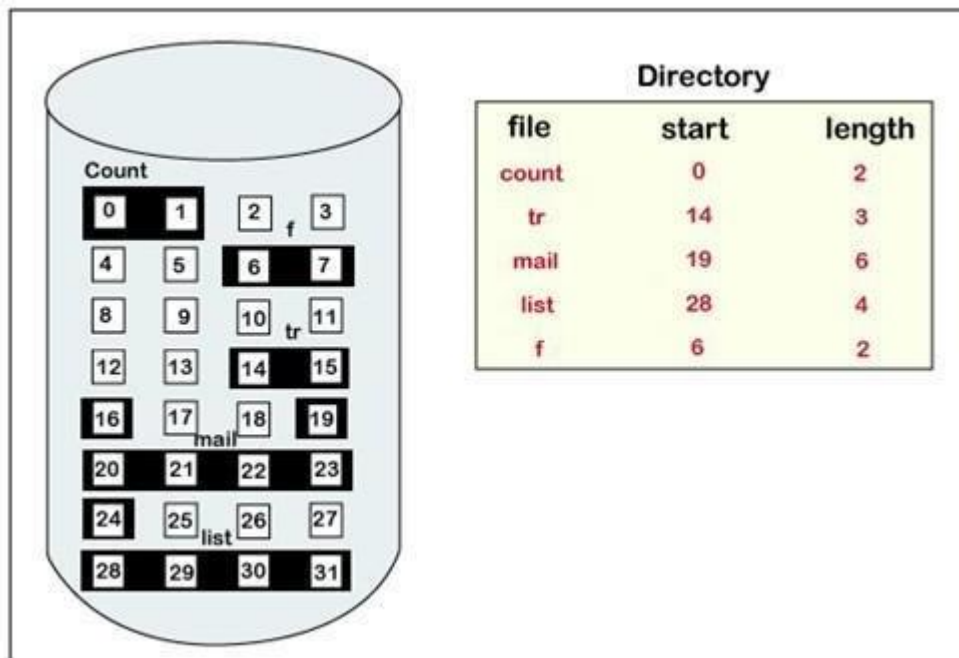 Count
0 1 2 3
f
4 5 6 7
8 9 10 11
tr
12 13 14 15
16 17 18 19
mail
20 21 22 23
24 25 26 27
list
28 29 30 31
Directory
file start length
count 0 2
tr 14 3
mail 19 6
list 28 4
f 6 2